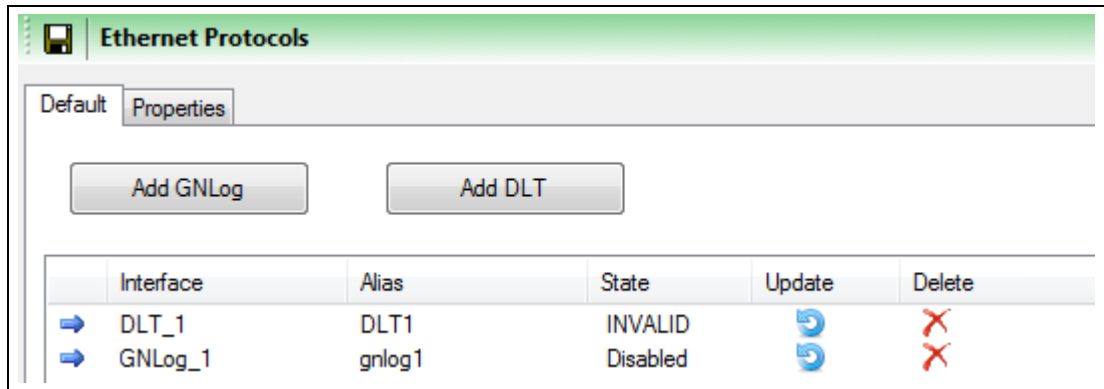 Ethernet Protocols
Default Properties
Add GNLog Add DLT
Interface Alias State Update Delete
DLT_1 DLT1 INVALID
GNLog_1 gnlog1 Disabled